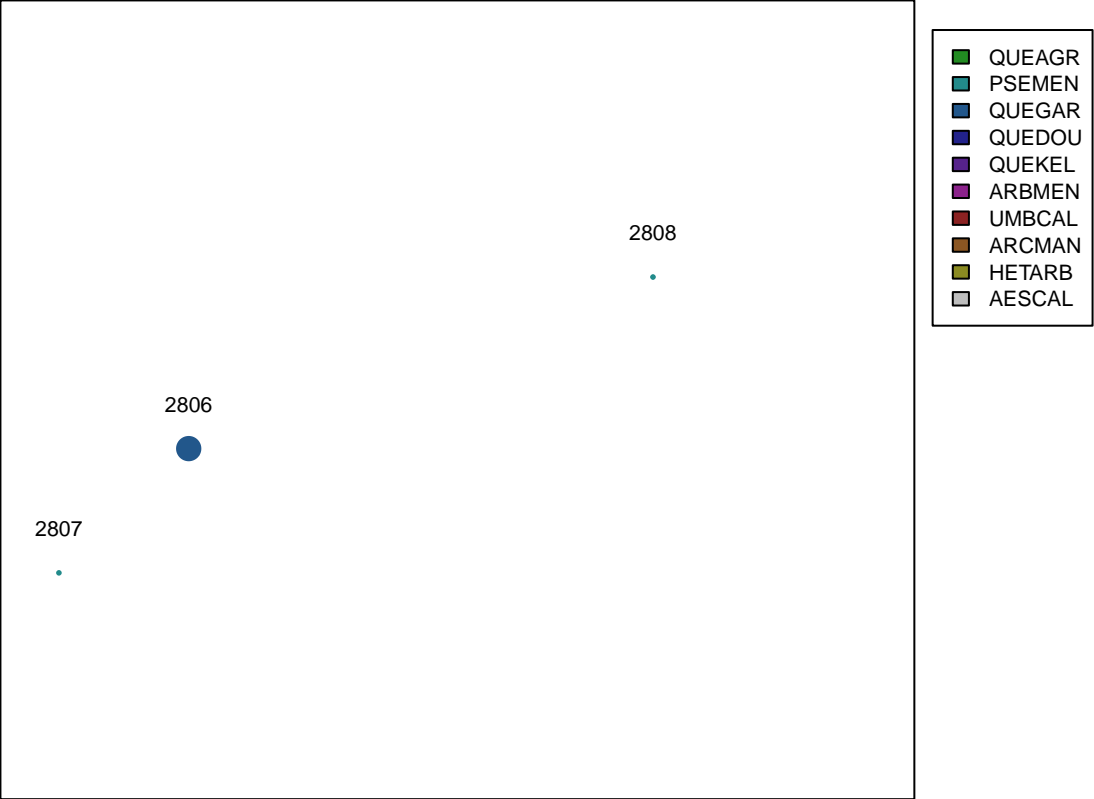 2808
2806
2807
QUEAGR
PSEMEN
QUEGAR
QUEDOU
QUEKEL
ARBMEN
UMBCAL
ARCMAN
HETARB
AESCAL